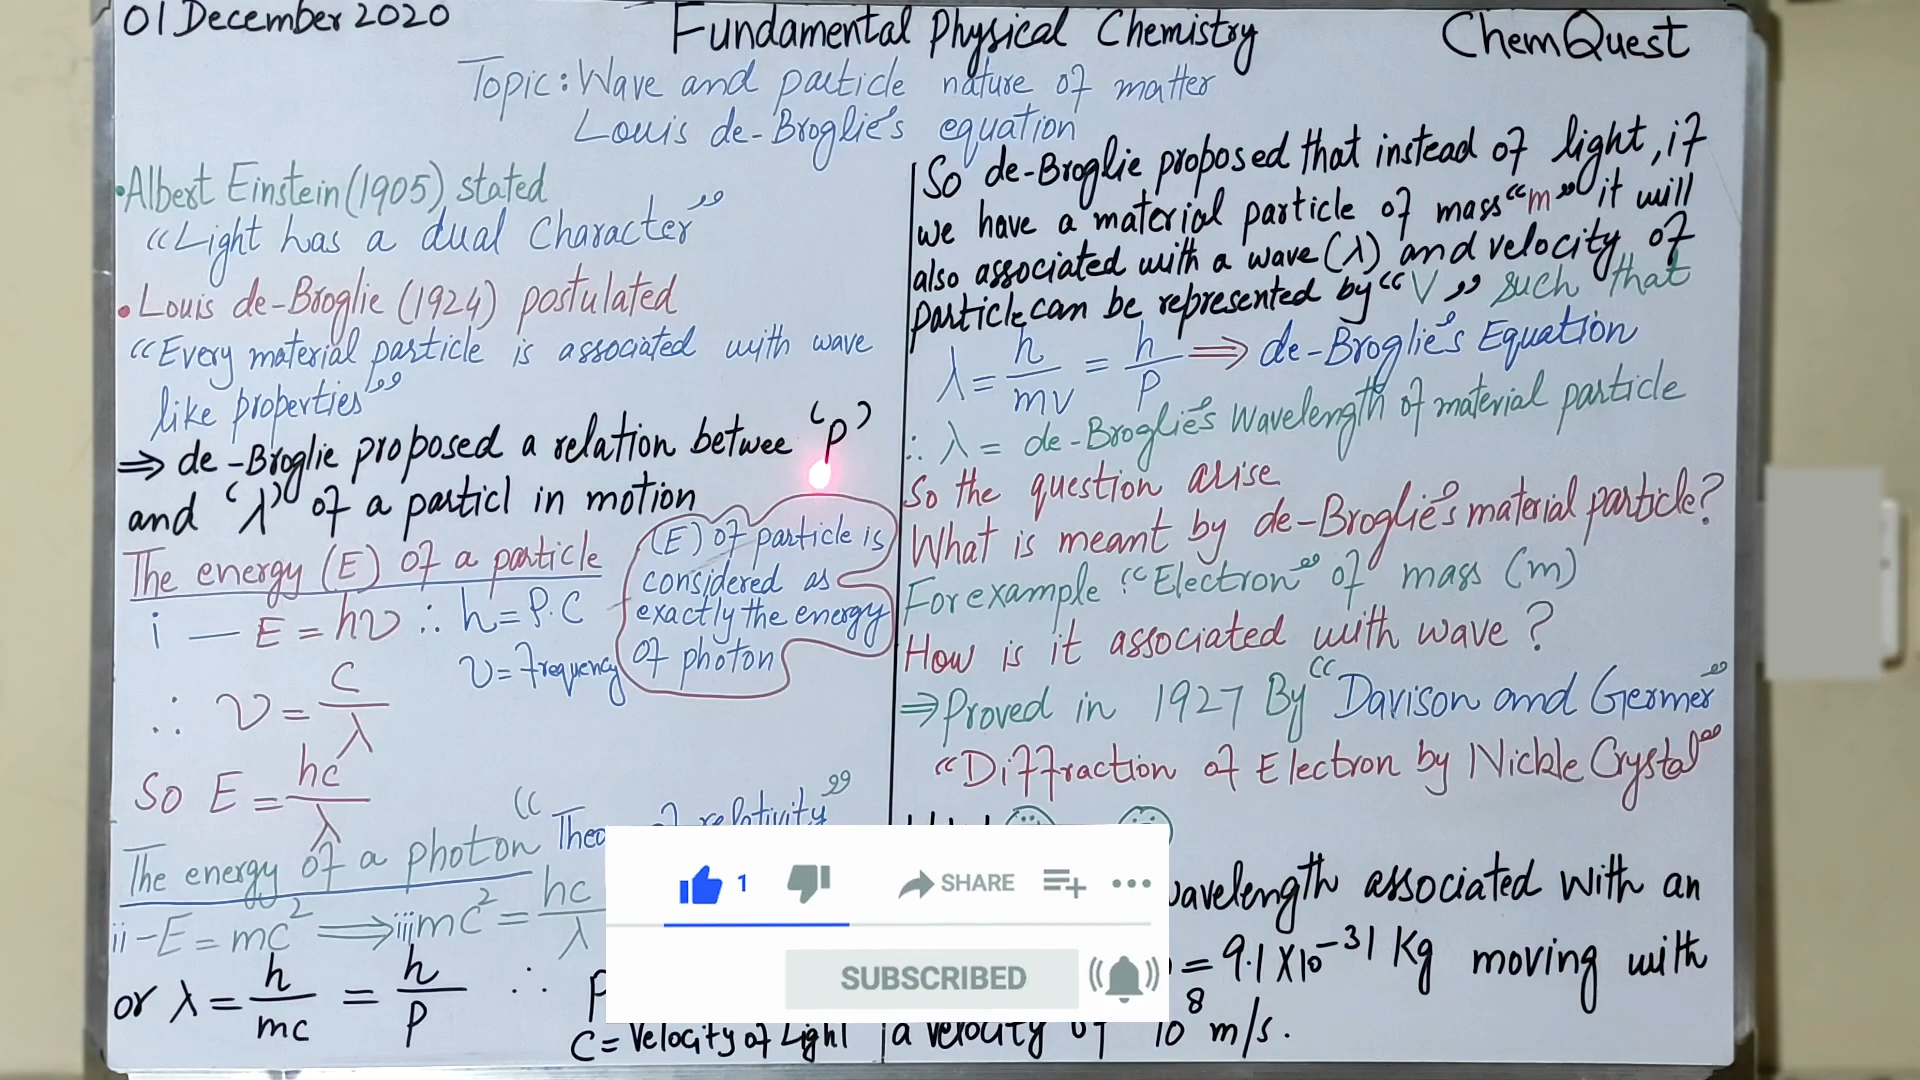 01 December 2020
Fundamental Physical Chemistry
ChemQuest
Topic: Wave and particle nature of matter
Louis de-Broglie's equation
•Albert Einstein (1905) stated
“Light has a dual Character”
•Louis de-Broglie (1924) postulated
“Every material particle is associated with wave
like properties”
⇒ de-Broglie proposed a relation betwee ‘p’
and ‘λ’ of a particl in motion
The energy (E) of a particle
i — E = hυ ∴ h = P.C
υ = frequency
(E) of particle is
considered as
exactly the energy
of photon
∴ υ = c/λ
So E = hc/λ
The energy of a photon “ relativity”
ii - E = mc² ⟹ iii mc² = hc/λ
or λ = h/mc = h/P ∴ P
C = Velocity of Light
So de-Broglie proposed that instead of light, if
we have a material particle of mass “m” it will
also associated with a wave (λ) and velocity of
particle can be represented by “V” such that
λ = h/mv = h/P ⟹ de-Broglie's Equation
∴ λ = de-Broglie's Wavelength of material particle
So the question arise
What is meant by de-Broglie's material particle?
For example “Electron” of mass (m)
How is it associated with wave?
⇒ Proved in 1927 By “Davison and Germer”
“Diffraction of Electron by Nickle Crystal”
wavelength associated with an
= 9.1 X10⁻³¹ Kg moving with
a velocity of 10⁸ m/s.
1
SHARE
SUBSCRIBED